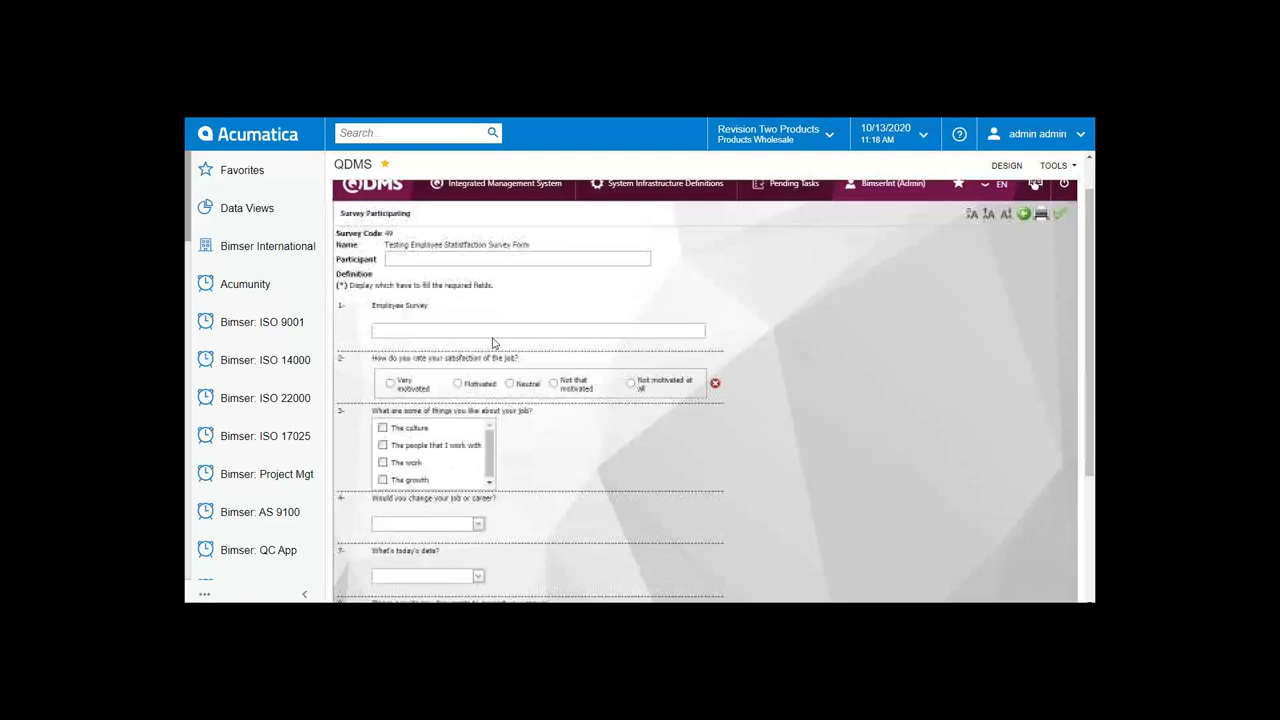 Acumatica
Search...
Revision Two Products
Products Wholesale
10/13/2020
11:18 AM
admin admin
Favorites
Data Views
Bimser International
Acumunity
Bimser: ISO 9001
Bimser: ISO 14000
Bimser: ISO 22000
Bimser: ISO 17025
Bimser: Project Mgt
Bimser: AS 9100
Bimser: QC App
QDMS
DESIGN
TOOLS
QDMS
Integrated Management System
System Infrastructure Definitions
Pending Tasks
BimserInt (Admin)
EN
Survey Participating
Survey Code 49
Name Testing Employee Statistfaction Survey Form
Participant
Definition
(*) Display which have to fill the required fields.
1- Employee Survey
2- How do you rate your satisfaction of the job?
Very motivated
Motivated
Neutral
Not that motivated
Not motivated at all
3- What are some of things you like about your job?
The culture
The people that I work with
The work
The growth
4- Would you change your job or career?
7- What's today's date?